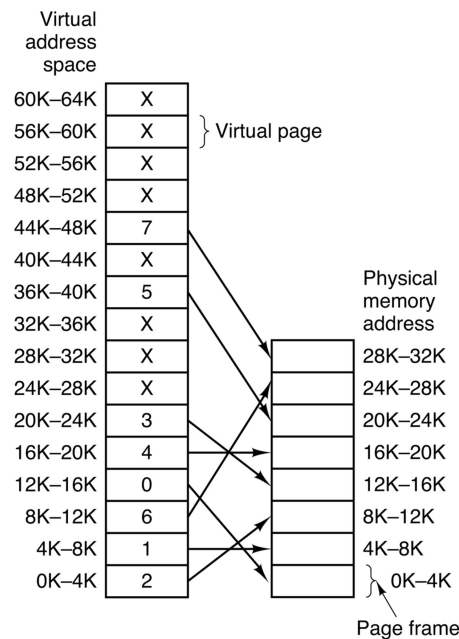 Virtual
address
space
60K–64K X
56K–60K X Virtual page
52K–56K X
48K–52K X
44K–48K 7
40K–44K X
36K–40K 5
32K–36K X
28K–32K X
24K–28K X
20K–24K 3
16K–20K 4
12K–16K 0
8K–12K 6
4K–8K 1
0K–4K 2
Physical
memory
address
28K–32K
24K–28K
20K–24K
16K–20K
12K–16K
8K–12K
4K–8K
0K–4K
Page frame